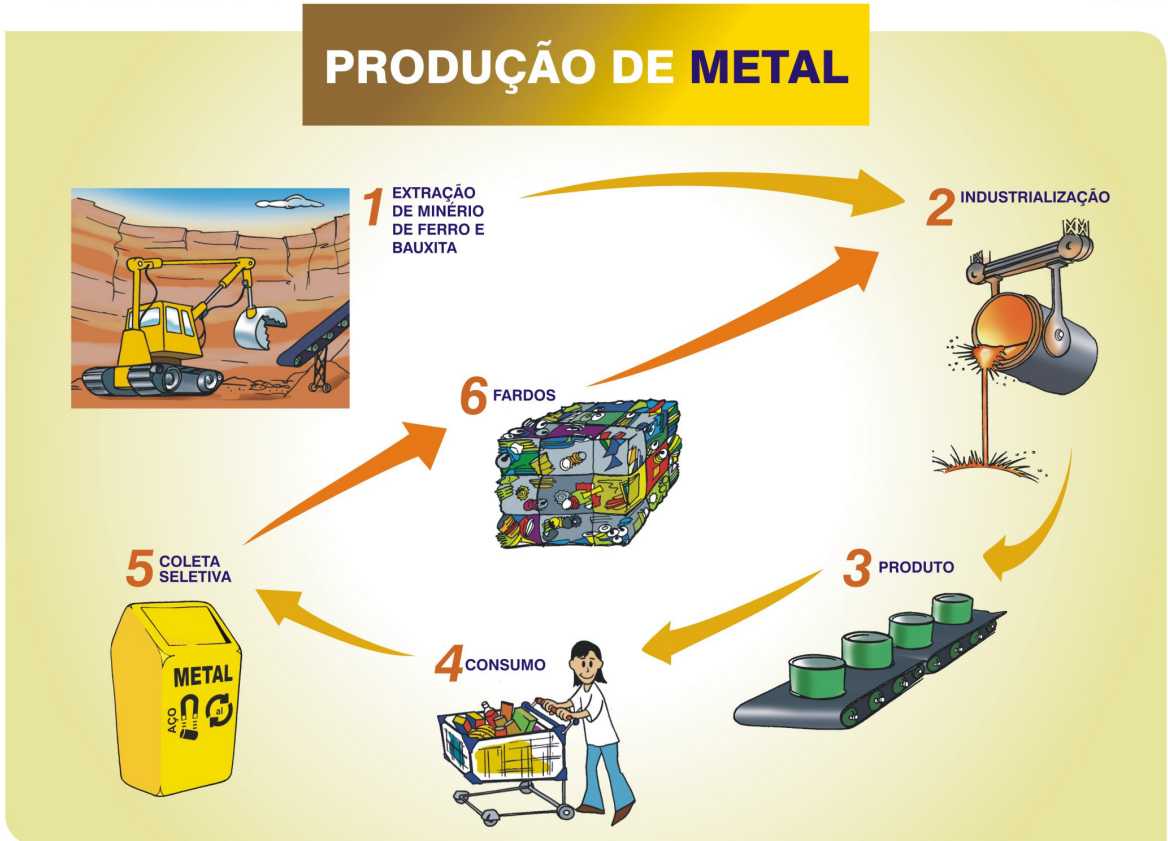 PRODUÇÃO DE METAL
1 EXTRAÇÃO
DE MINÉRIO
DE FERRO E
BAUXITA
2 INDUSTRIALIZAÇÃO
6 FARDOS
5 COLETA
SELETIVA
3 PRODUTO
4 CONSUMO
METAL
AÇO
al